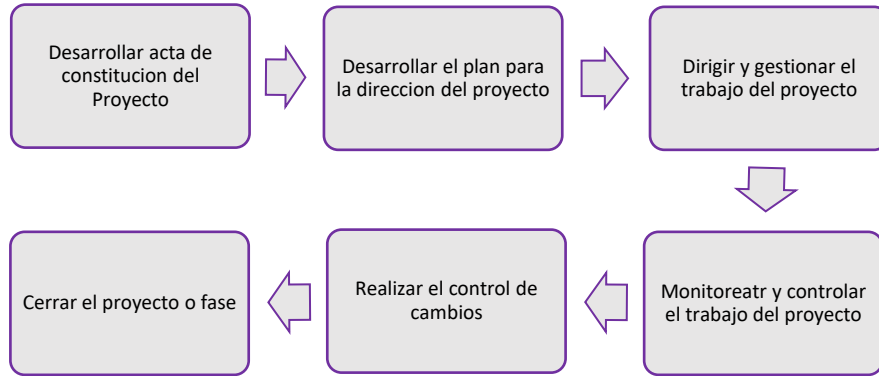 Desarrollar acta de
constitucion del
Proyecto
Desarrollar el plan para
la direccion del proyecto
Dirigir y gestionar el
trabajo del proyecto
Monitoreatr y controlar
el trabajo del proyecto
Realizar el control de
cambios
Cerrar el proyecto o fase